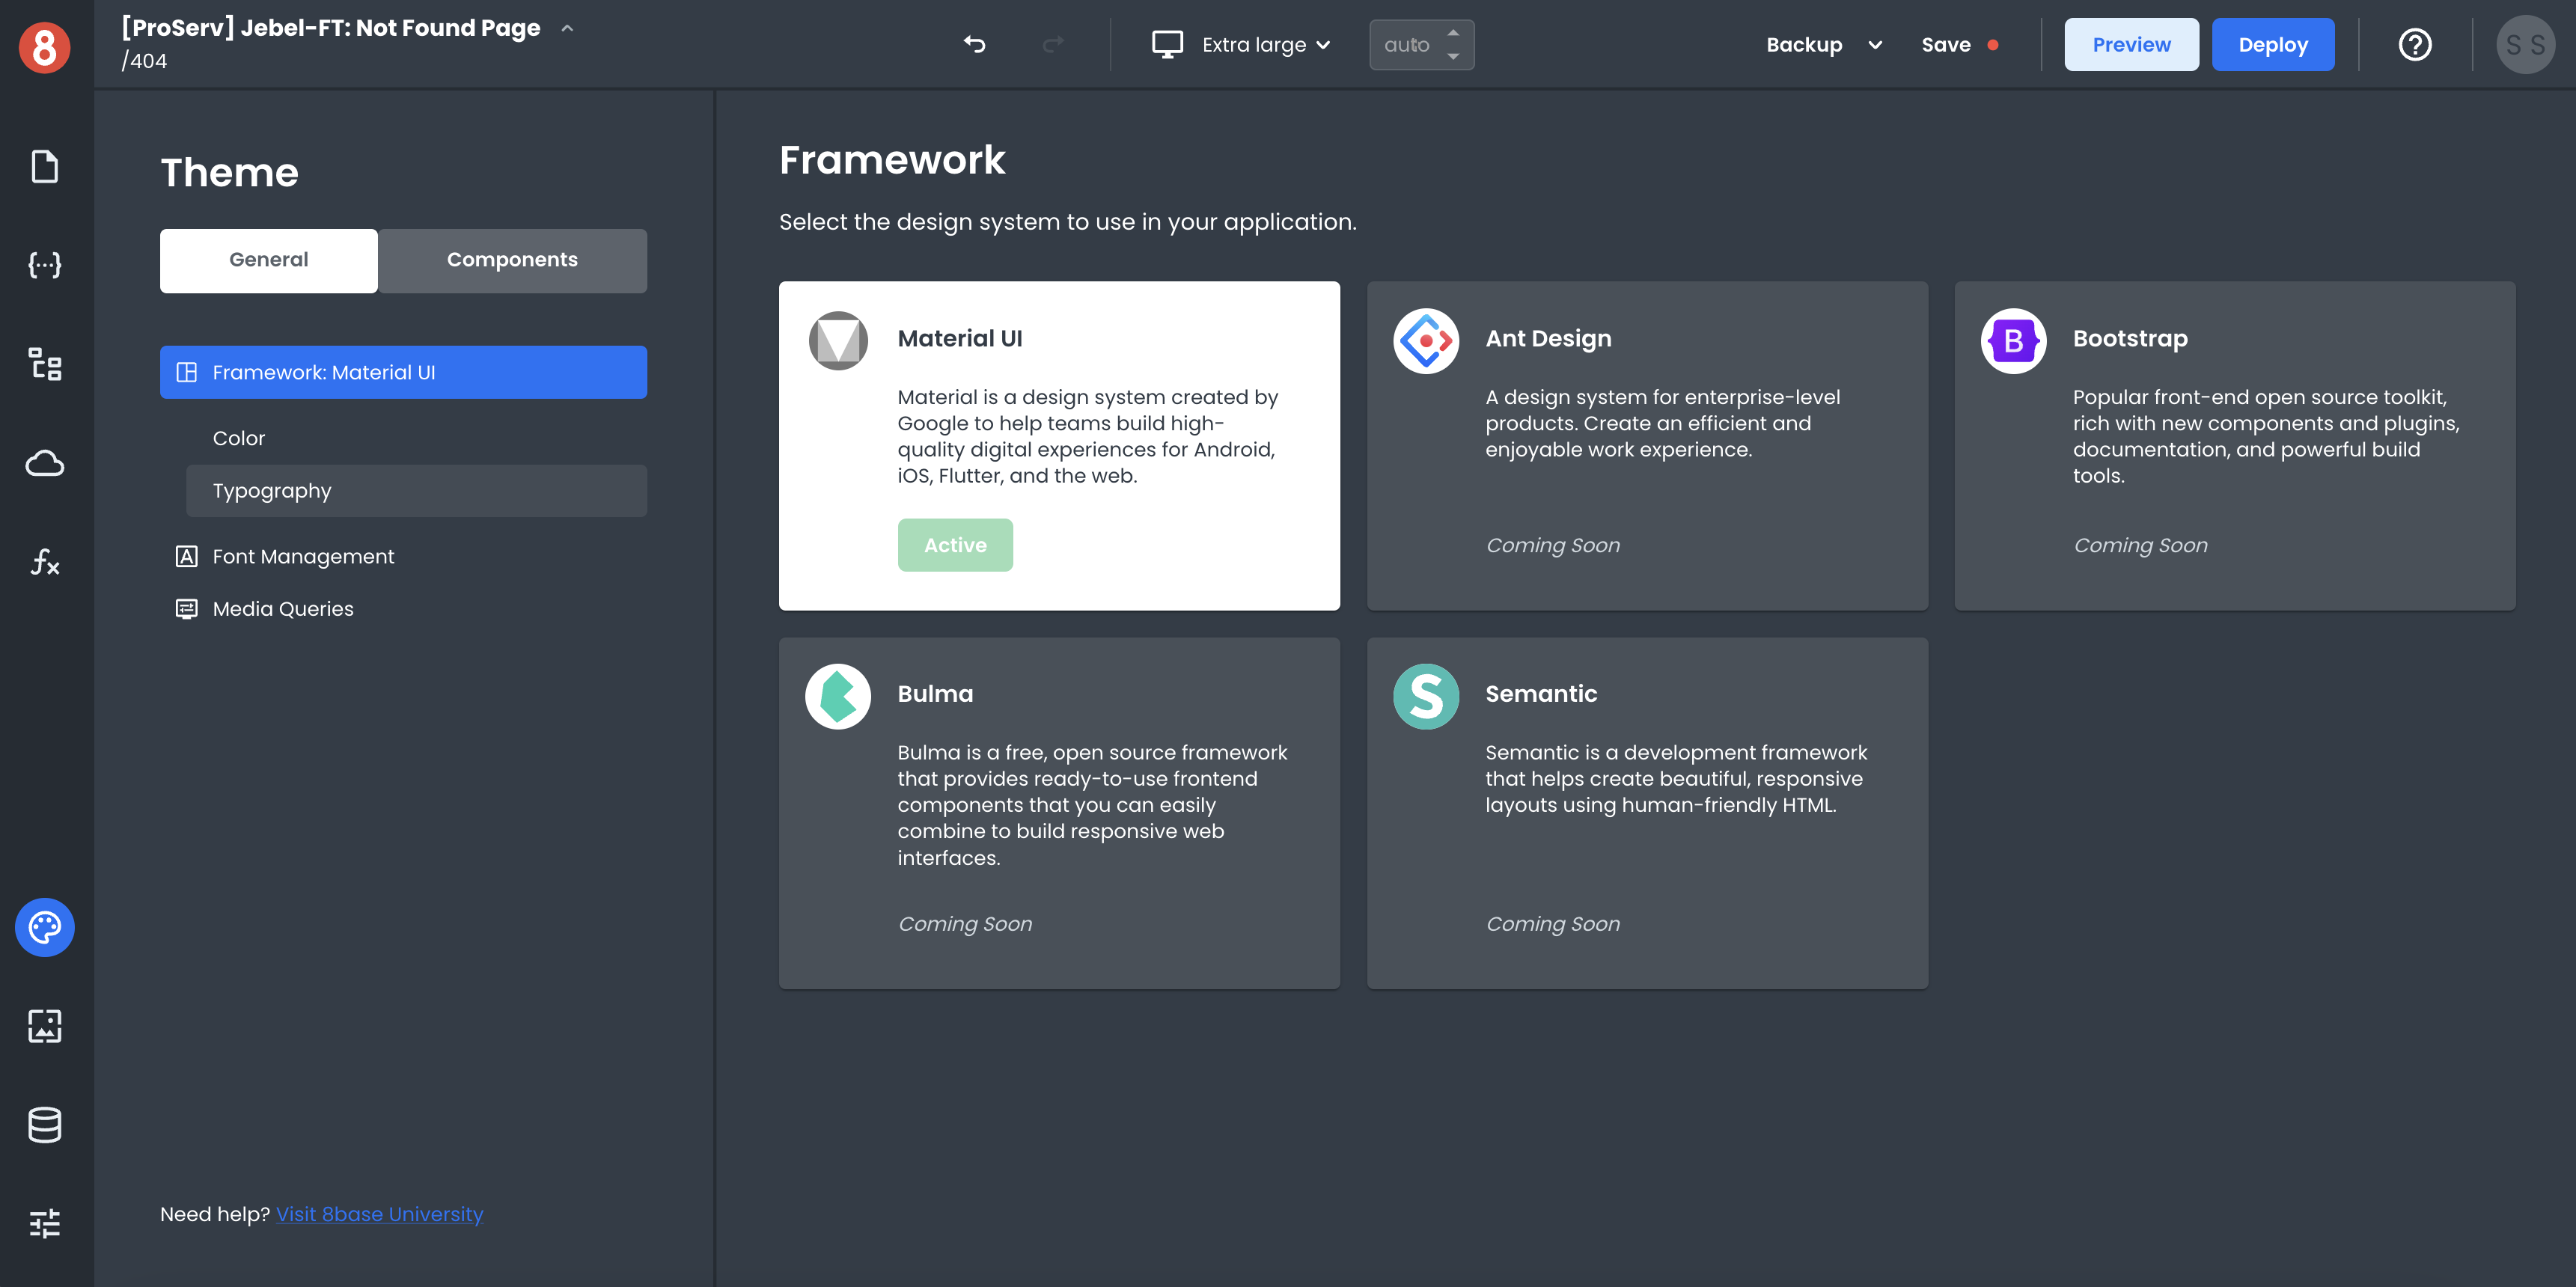 8
[ProServ] Jebel-FT: Not Found Page
/404
Extra large
auto
Backup
Save
Preview
Deploy
?
S S
Theme
General
Components
Framework: Material UI
Color
Typography
A Font Management
Media Queries
Need help? Visit 8base University
{...}
fx
Framework
Select the design system to use in your application.
Material UI
Material is a design system created by
Google to help teams build high-
quality digital experiences for Android,
iOS, Flutter, and the web.
Active
Ant Design
A design system for enterprise-level
products. Create an efficient and
enjoyable work experience.
Coming Soon
B
Bootstrap
Popular front-end open source toolkit,
rich with new components and plugins,
documentation, and powerful build
tools.
Coming Soon
Bulma
Bulma is a free, open source framework
that provides ready-to-use frontend
components that you can easily
combine to build responsive web
interfaces.
Coming Soon
S
Semantic
Semantic is a development framework
that helps create beautiful, responsive
layouts using human-friendly HTML.
Coming Soon